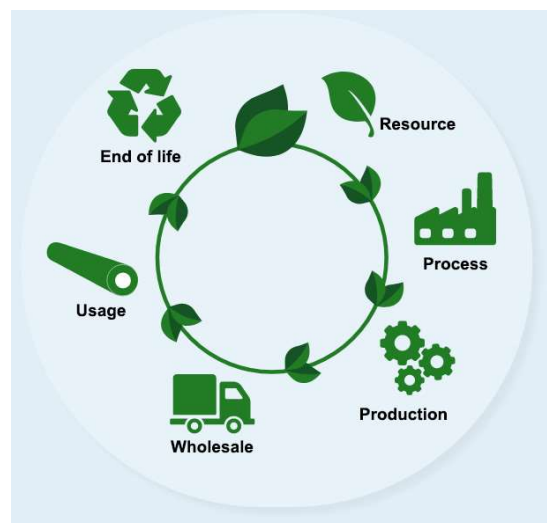 Resource
Process
Production
Wholesale
Usage
End of life